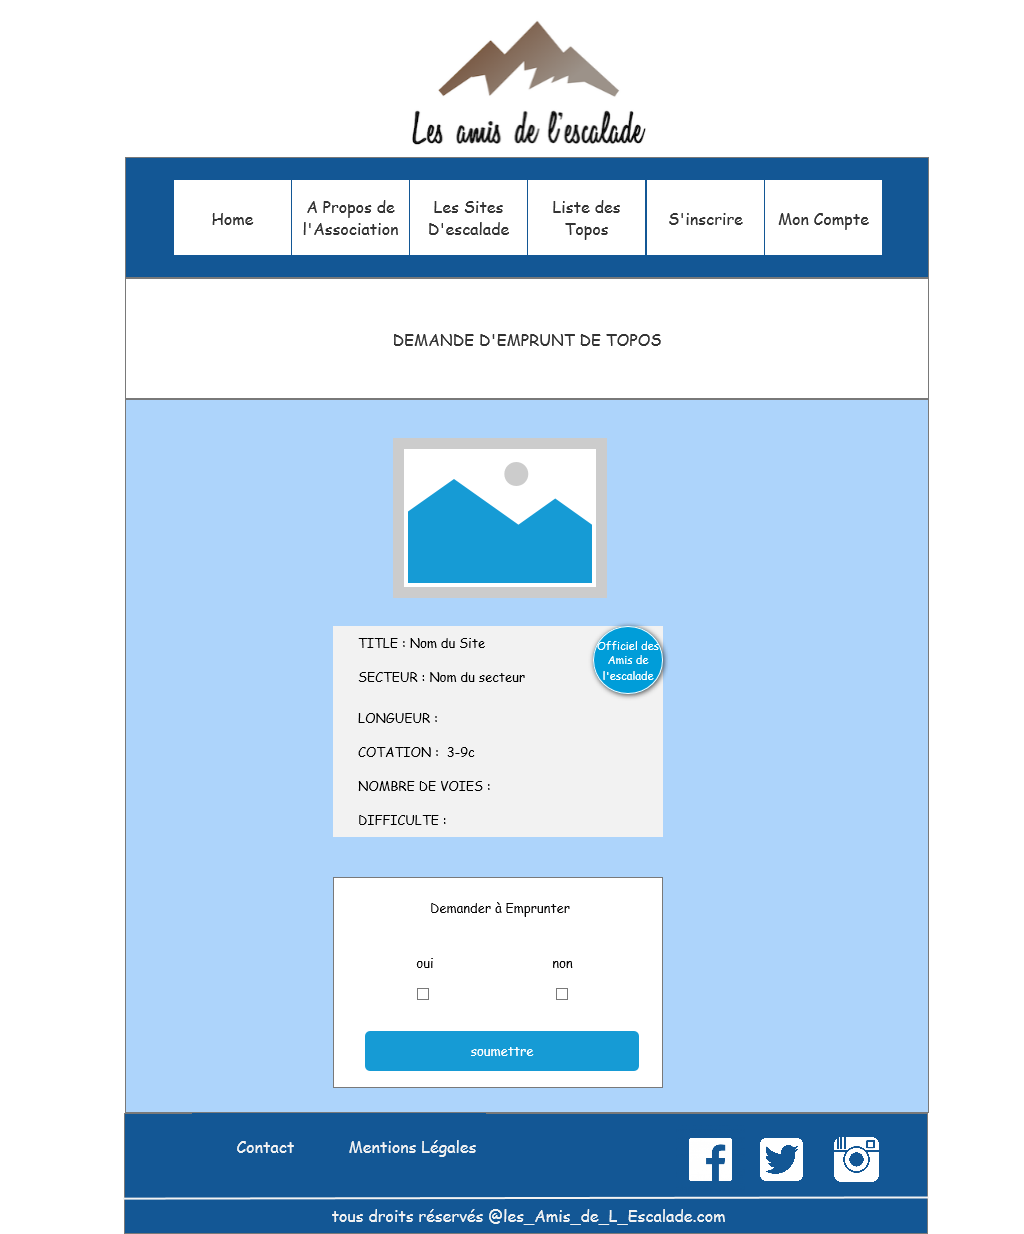 Les amis de l'escalade
Home
A Propos de
l'Association
Les Sites
D'escalade
Liste des
Topos
S'inscrire
Mon Compte
DEMANDE D'EMPRUNT DE TOPOS
TITLE : Nom du Site
Officiel des
Amis de
l'escalade
SECTEUR : Nom du secteur
LONGUEUR :
COTATION :  3-9c
NOMBRE DE VOIES :
DIFFICULTE :
Demander à Emprunter
oui
non
soumettre
Contact
Mentions Légales
tous droits réservés @les_Amis_de_L_Escalade.com